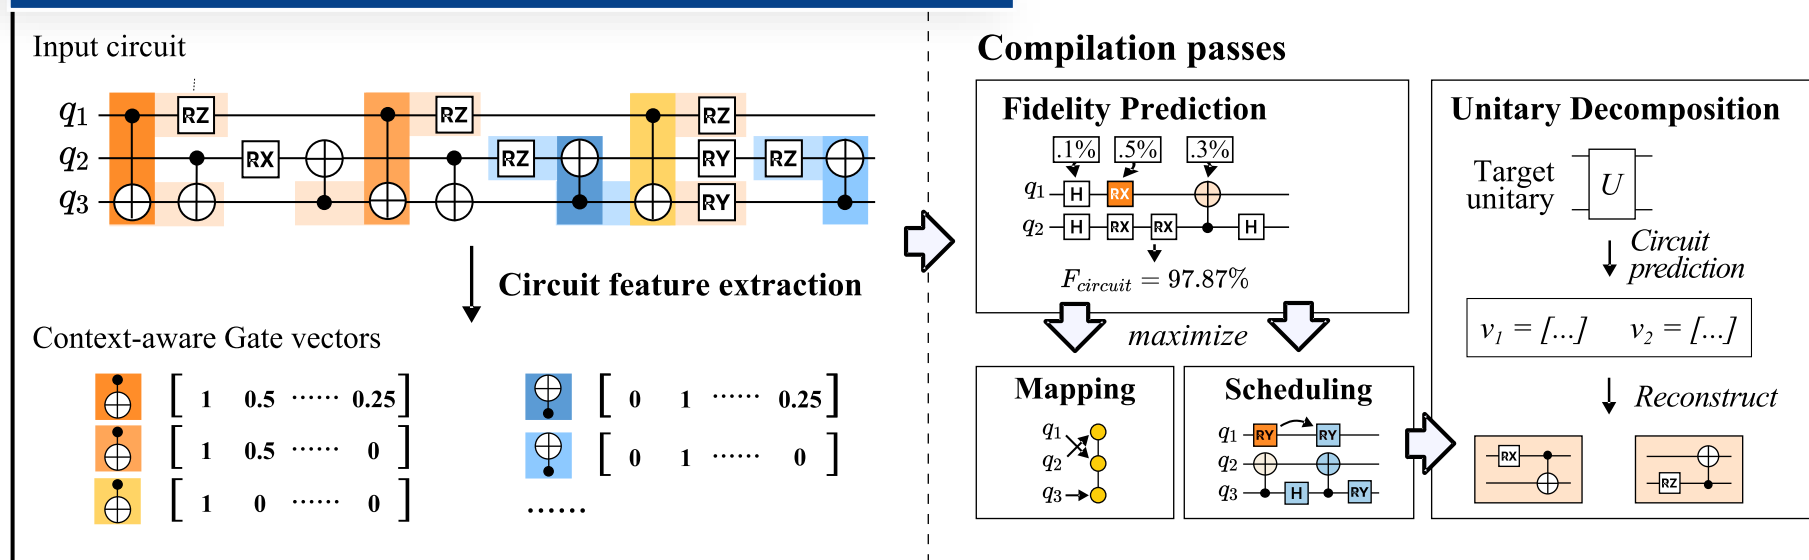 Input circuit
q1 RZ RZ RZ
q2 RX RZ RY RZ
q3 RY
Circuit feature extraction
Context-aware Gate vectors
[ 1 0.5 ······ 0.25 ]
[ 1 0.5 ······ 0 ]
[ 1 0 ······ 0 ]
[ 0 1 ······ 0.25 ]
[ 0 1 ······ 0 ]
......
Compilation passes
Fidelity Prediction
.1% .5% .3%
q1 H RX
q2 H RX RX H
Fcircuit = 97.87%
maximize
Mapping
q1
q2
q3
Scheduling
q1 RY RY
q2
q3 H RY
Unitary Decomposition
Target
unitary
U
Circuit
prediction
v1 = [...] v2 = [...]
Reconstruct
RX
RZ